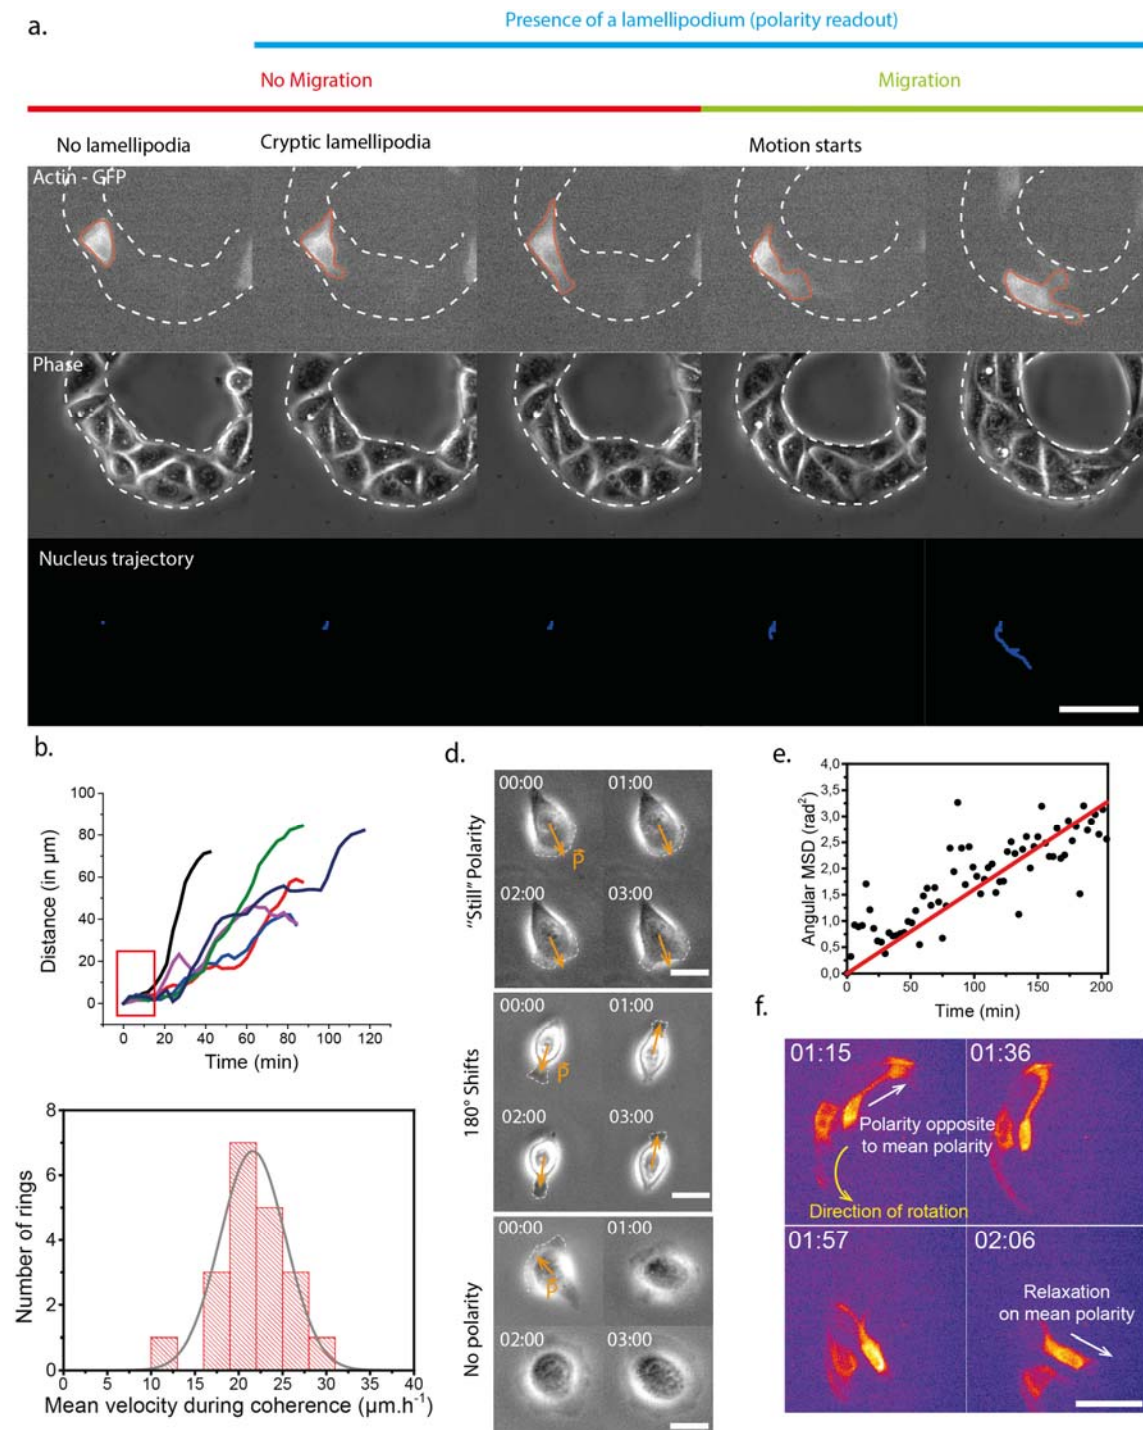 a.
Presence of a lamellipodium (polarity readout)
No Migration
Migration
No lamellipodia
Cryptic lamellipodia
Motion starts
Actin - GFP
Phase
Nucleus trajectory
b.
Distance (in µm)
100
80
60
40
20
0
0 20 40 60 80 100 120
Time (min)
Number of rings
8
6
4
2
0
0 5 10 15 20 25 30 35 40
Mean velocity during coherence (µm.h-1)
d.
"Still" Polarity
00:00 01:00
P
02:00 03:00
180° Shifts
00:00 01:00
P
02:00 03:00
No polarity
00:00 01:00
P
02:00 03:00
e.
Angular MSD (rad²)
4,0
3,5
3,0
2,5
2,0
1,5
1,0
0,5
0,0
0 50 100 150 200
Time (min)
f.
01:15 01:36
Polarity opposite
to mean polarity
Direction of rotation
01:57 02:06
Relaxation
on mean polarity